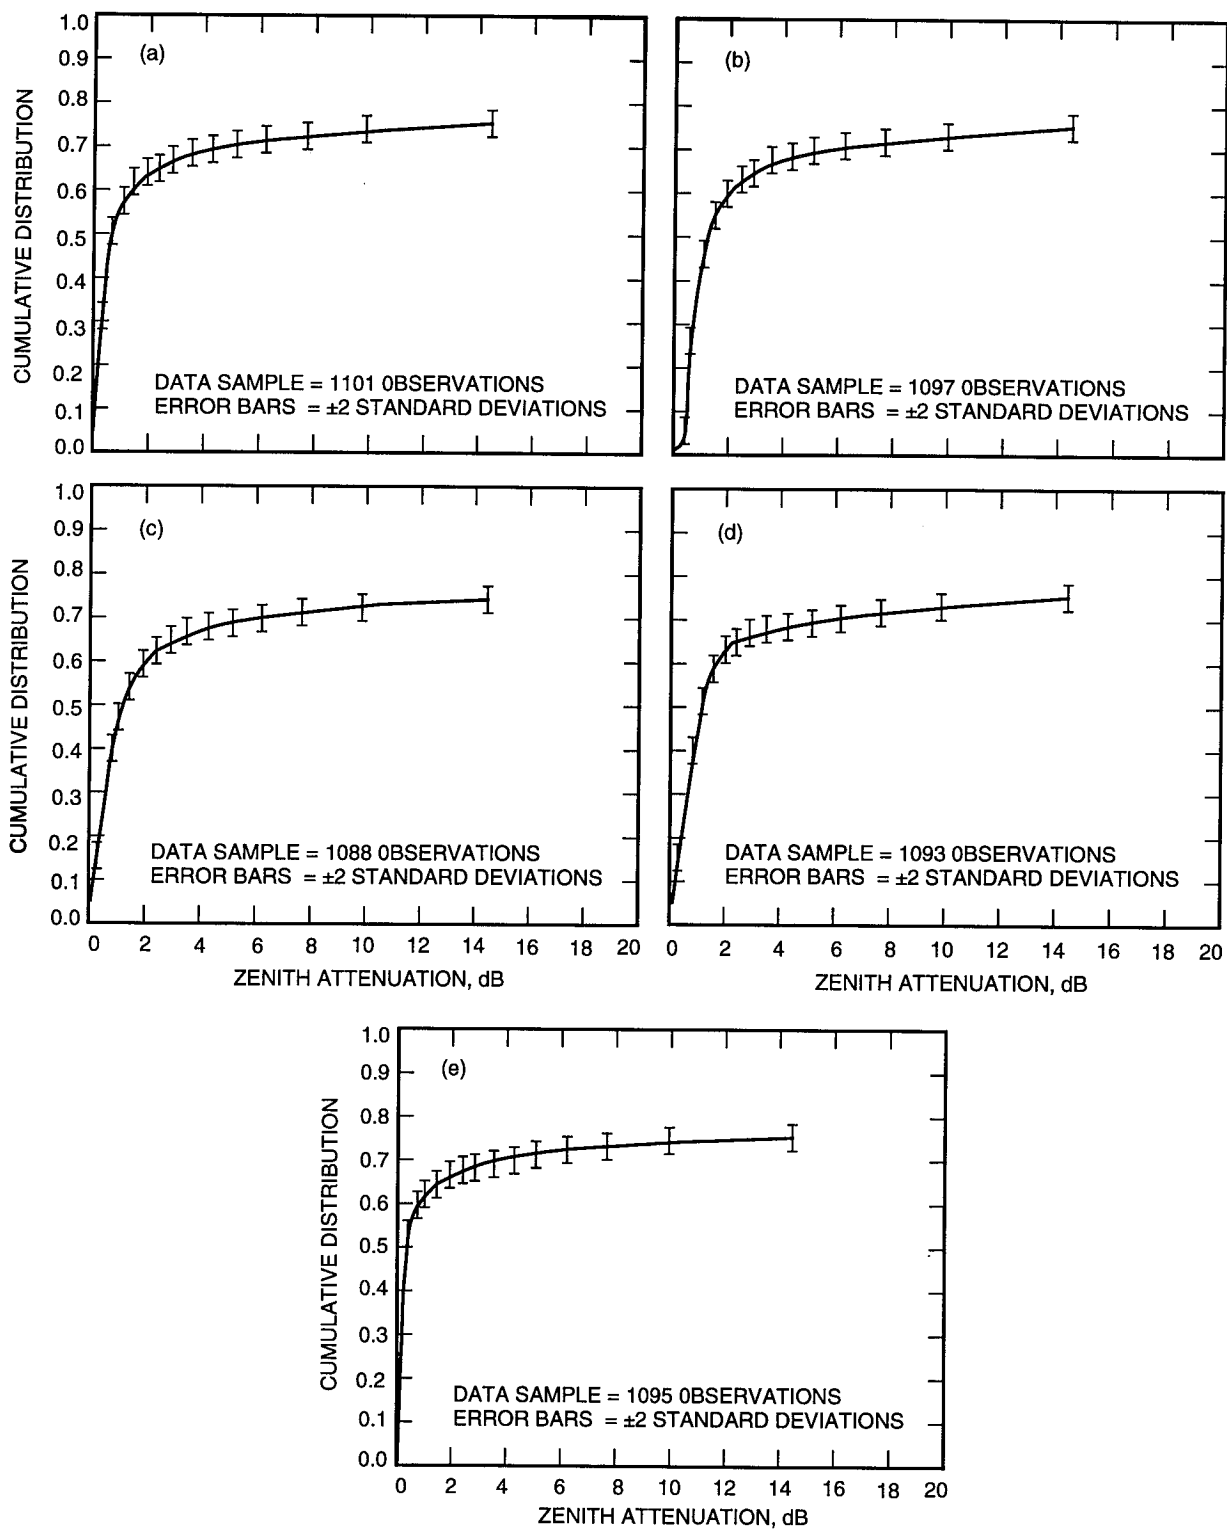 1.0
0.9
0.8
0.7
0.6
0.5
0.4
0.3
0.2
0.1
0.0
CUMULATIVE DISTRIBUTION
(a)
DATA SAMPLE = 1101 0BSERVATIONS
ERROR BARS = ±2 STANDARD DEVIATIONS
(b)
DATA SAMPLE = 1097 0BSERVATIONS
ERROR BARS = ±2 STANDARD DEVIATIONS
1.0
0.9
0.8
0.7
0.6
0.5
0.4
0.3
0.2
0.1
0.0
CUMULATIVE DISTRIBUTION
(c)
DATA SAMPLE = 1088 0BSERVATIONS
ERROR BARS = ±2 STANDARD DEVIATIONS
0 2 4 6 8 10 12 14 16 18 20
ZENITH ATTENUATION, dB
(d)
DATA SAMPLE = 1093 0BSERVATIONS
ERROR BARS = ±2 STANDARD DEVIATIONS
0 2 4 6 8 10 12 14 16 18 20
ZENITH ATTENUATION, dB
1.0
0.9
0.8
0.7
0.6
0.5
0.4
0.3
0.2
0.1
0.0
CUMULATIVE DISTRIBUTION
(e)
DATA SAMPLE = 1095 0BSERVATIONS
ERROR BARS = ±2 STANDARD DEVIATIONS
0 2 4 6 8 10 12 14 16 18 20
ZENITH ATTENUATION, dB